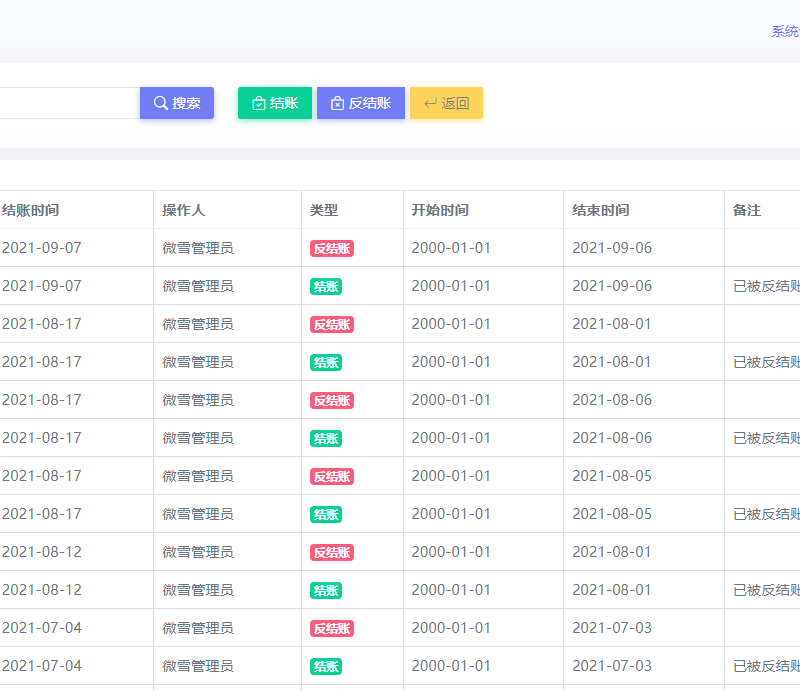 系统
搜索 结账 反结账 返回
结账时间 操作人 类型 开始时间 结束时间 备注
2021-09-07 微雪管理员 反结账 2000-01-01 2021-09-06
2021-09-07 微雪管理员 结账 2000-01-01 2021-09-06 已被反结账
2021-08-17 微雪管理员 反结账 2000-01-01 2021-08-01
2021-08-17 微雪管理员 结账 2000-01-01 2021-08-01 已被反结账
2021-08-17 微雪管理员 反结账 2000-01-01 2021-08-06
2021-08-17 微雪管理员 结账 2000-01-01 2021-08-06 已被反结账
2021-08-17 微雪管理员 反结账 2000-01-01 2021-08-05
2021-08-17 微雪管理员 结账 2000-01-01 2021-08-05 已被反结账
2021-08-12 微雪管理员 反结账 2000-01-01 2021-08-01
2021-08-12 微雪管理员 结账 2000-01-01 2021-08-01 已被反结账
2021-07-04 微雪管理员 反结账 2000-01-01 2021-07-03
2021-07-04 微雪管理员 结账 2000-01-01 2021-07-03 已被反结账